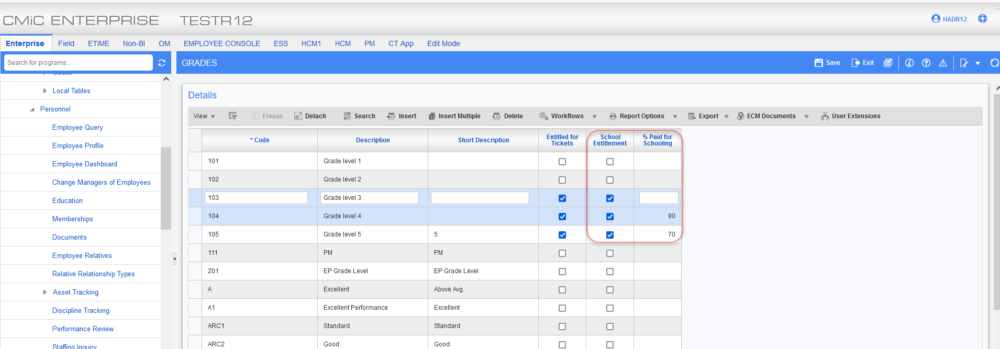 CMiC ENTERPRISE TESTR12
HADR12
Enterprise Field ETIME Non-BI OM EMPLOYEE CONSOLE ESS HCM1 HCM PM CT App Edit Mode
Search for programs...
GRADES
Save Exit
Local Tables
Personnel
Employee Query
Employee Profile
Employee Dashboard
Change Managers of Employees
Education
Memberships
Documents
Employee Relatives
Relative Relationship Types
Asset Tracking
Discipline Tracking
Performance Review
Staffing Inquiry
Details
View Freeze Detach Search Insert Insert Multiple Delete Workflows Report Options Export ECM Documents User Extensions
* Code Description Short Description Entitled for Tickets School Entitlement % Paid for Schooling
101 Grade level 1
102 Grade level 2
103 Grade level 3
104 Grade level 4 90
105 Grade level 5 5 70
111 PM PM
201 EP Grade Level EP Grade Level
A Excellent Above Avg
A1 Excellent Performance Excellent
ARC1 Standard Standard
ARC2 Good Good